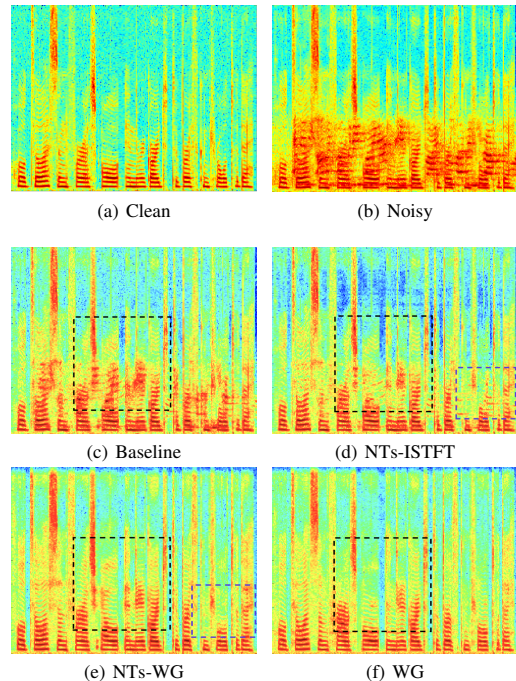 (a) Clean
(b) Noisy
(c) Baseline
(d) NTs-ISTFT
(e) NTs-WG
(f) WG